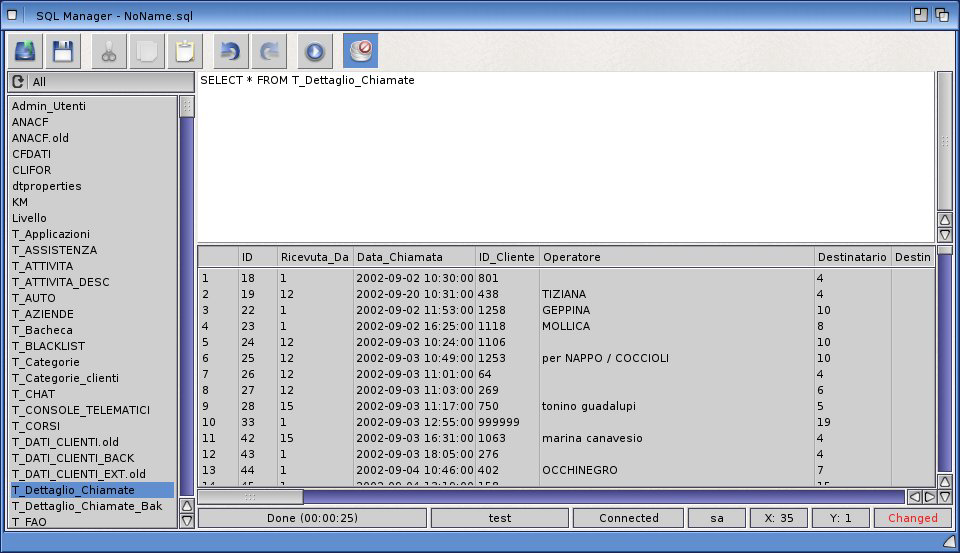 SQL Manager - NoName.sql
All
SELECT * FROM T_Dettaglio_Chiamate
Admin_Utenti
ANACF
ANACF.old
CFDATI
CLIFOR
dtproperties
KM
Livello
T_Applicazioni
T_ASSISTENZA
T_ATTIVITA
T_ATTIVITA_DESC
T_AUTO
T_AZIENDE
T_Bacheca
T_BLACKLIST
T_Categorie
T_Categorie_clienti
T_CHAT
T_CONSOLE_TELEMATICI
T_CORSI
T_DATI_CLIENTI.old
T_DATI_CLIENTI_BACK
T_DATI_CLIENTI_EXT.old
T_Dettaglio_Chiamate
T_Dettaglio_Chiamate_Bak
T_FAO
ID Ricevuta_Da Data_Chiamata ID_Cliente Operatore Destinatario Destin
1 18 1 2002-09-02 10:30:00 801 4
2 19 12 2002-09-20 10:31:00 438 TIZIANA 4
3 22 1 2002-09-02 11:53:00 1258 GEPPINA 10
4 23 1 2002-09-02 16:25:00 1118 MOLLICA 8
5 24 12 2002-09-03 10:24:00 1106 10
6 25 12 2002-09-03 10:49:00 1253 per NAPPO / COCCIOLI 10
7 26 12 2002-09-03 11:01:00 64 4
8 27 12 2002-09-03 11:03:00 269 6
9 28 15 2002-09-03 11:17:00 750 tonino guadalupi 5
10 33 1 2002-09-03 12:55:00 999999 19
11 42 15 2002-09-03 16:31:00 1063 marina canavesio 4
12 43 1 2002-09-03 18:05:00 276 4
13 44 1 2002-09-04 10:46:00 402 OCCHINEGRO 7
Done (00:00:25) test Connected sa X: 35 Y: 1 Changed